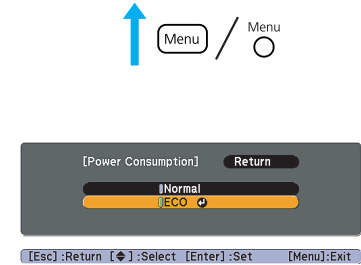 Menu / Menu
[Power Consumption] Return
Normal
ECO
[Esc] :Return [◆] :Select [Enter] :Set [Menu]:Exit